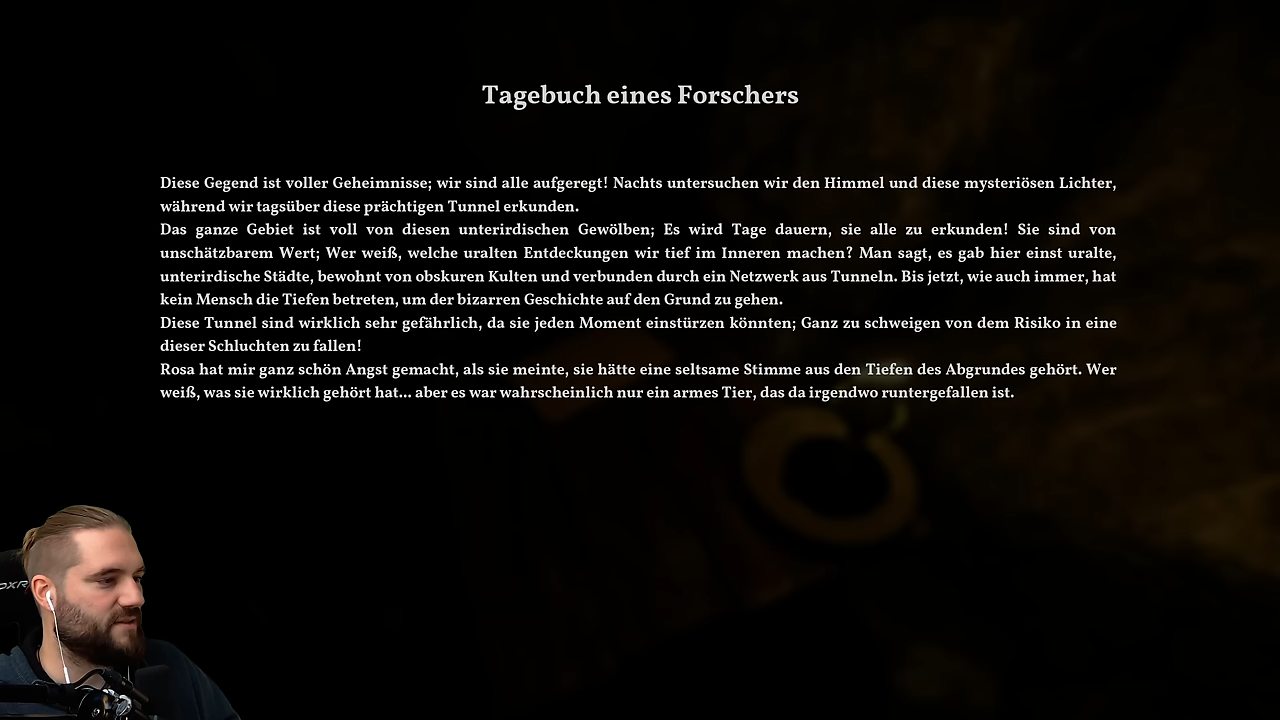 Tagebuch eines Forschers
Diese Gegend ist voller Geheimnisse; wir sind alle aufgeregt! Nachts untersuchen wir den Himmel und diese mysteriösen Lichter,
während wir tagsüber diese prächtigen Tunnel erkunden.
Das ganze Gebiet ist voll von diesen unterirdischen Gewölben; Es wird Tage dauern, sie alle zu erkunden! Sie sind von
unschätzbarem Wert; Wer weiß, welche uralten Entdeckungen wir tief im Inneren machen? Man sagt, es gab hier einst uralte,
unterirdische Städte, bewohnt von obskuren Kulten und verbunden durch ein Netzwerk aus Tunneln. Bis jetzt, wie auch immer, hat
kein Mensch die Tiefen betreten, um der bizarren Geschichte auf den Grund zu gehen.
Diese Tunnel sind wirklich sehr gefährlich, da sie jeden Moment einstürzen könnten; Ganz zu schweigen von dem Risiko in eine
dieser Schluchten zu fallen!
Rosa hat mir ganz schön Angst gemacht, als sie meinte, sie hätte eine seltsame Stimme aus den Tiefen des Abgrundes gehört. Wer
weiß, was sie wirklich gehört hat... aber es war wahrscheinlich nur ein armes Tier, das da irgendwo runtergefallen ist.
DXR